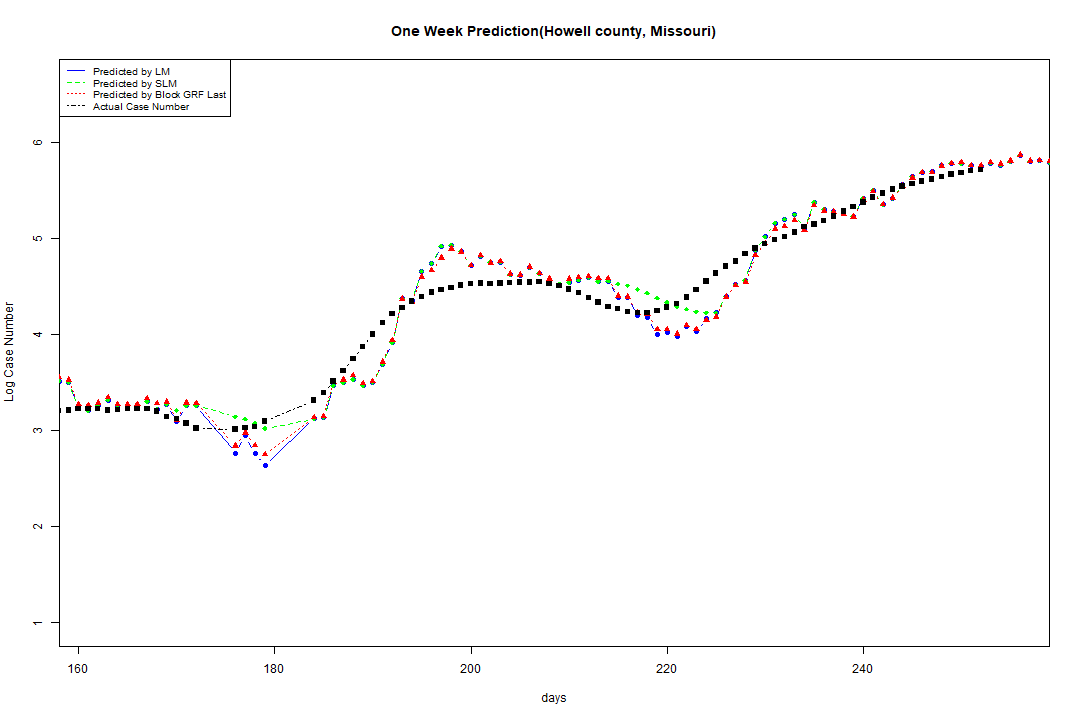 One Week Prediction(Howell county, Missouri)
Predicted by LM
Predicted by SLM
Predicted by Block GRF Last
Actual Case Number
Log Case Number
6
5
4
3
2
1
160 180 200 220 240
days